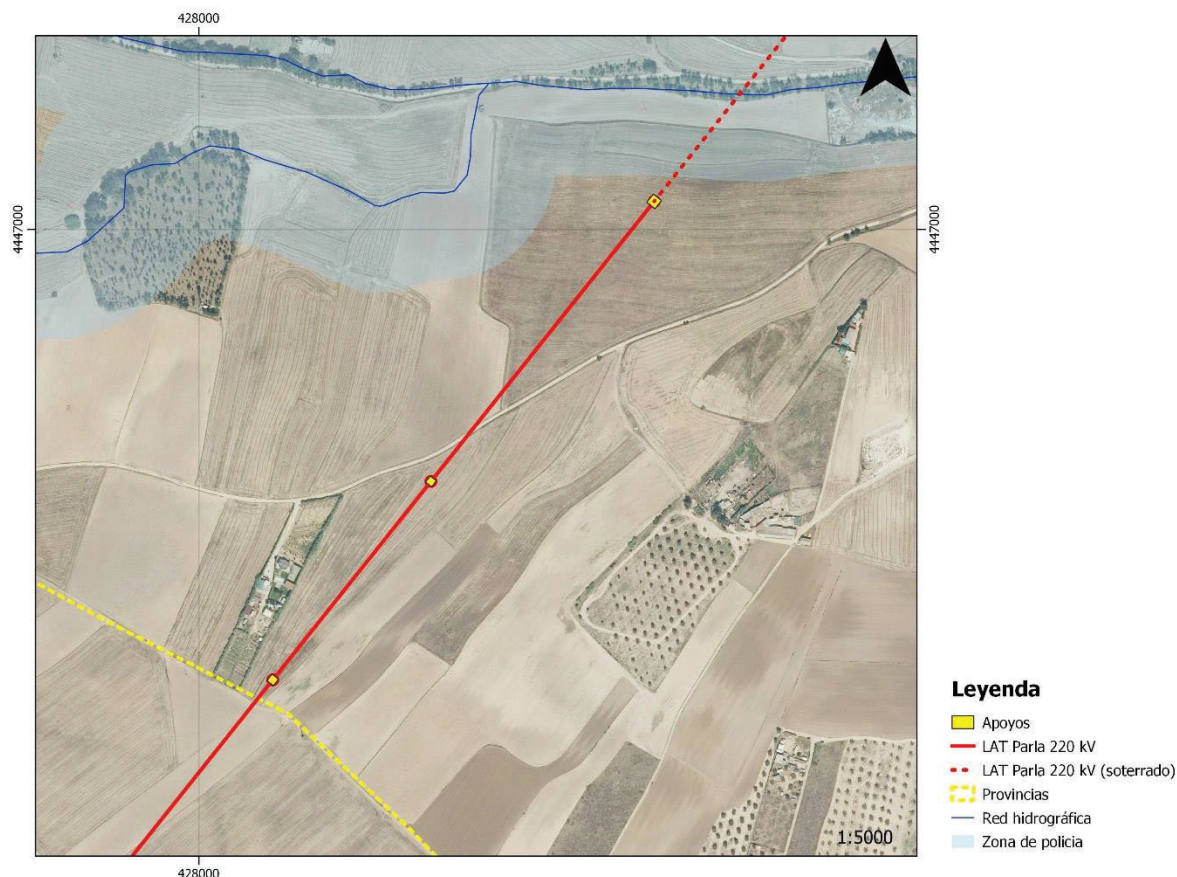 428000
4447000
4447000
1:5000
428000
Leyenda
Apoyos
LAT Parla 220 kV
LAT Parla 220 kV (soterrado)
Provincias
Red hidrográfica
Zona de policia